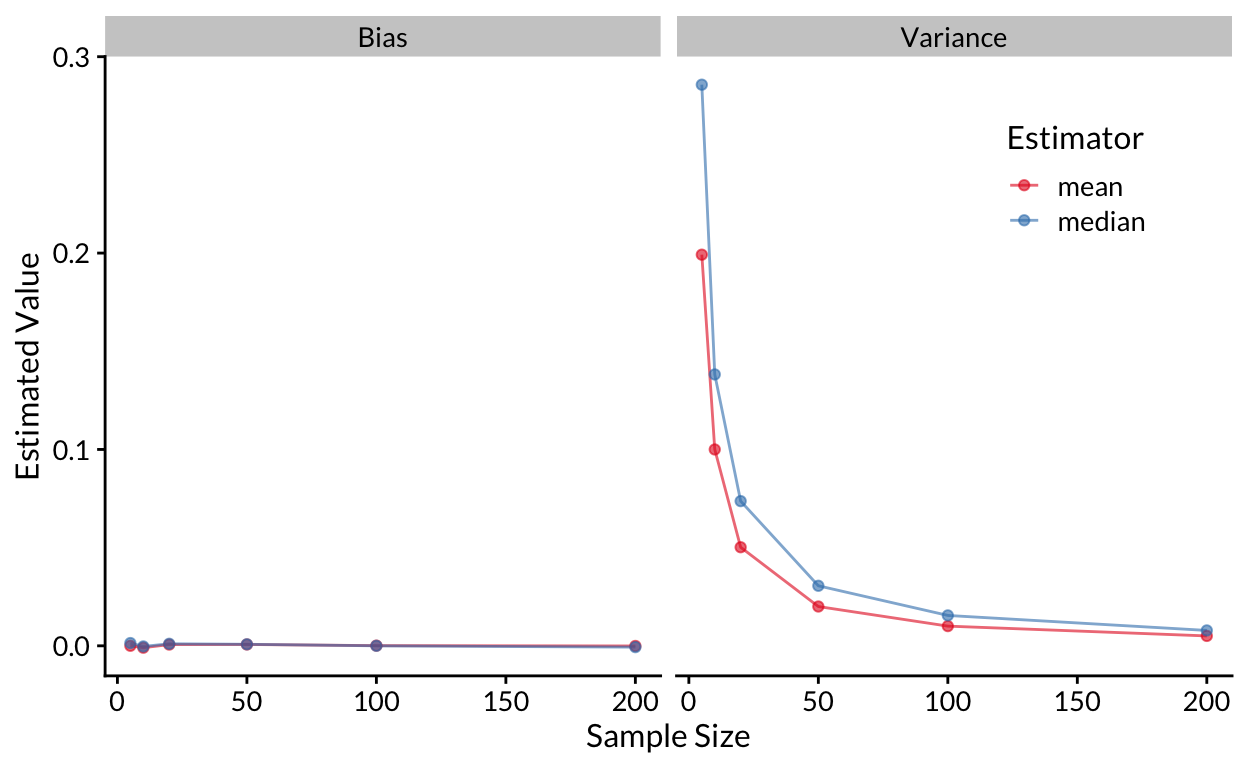 Bias
Variance
0.3
0.2
0.1
0.0
Estimated Value
Estimator
mean
median
0 50 100 150 200
0 50 100 150 200
Sample Size